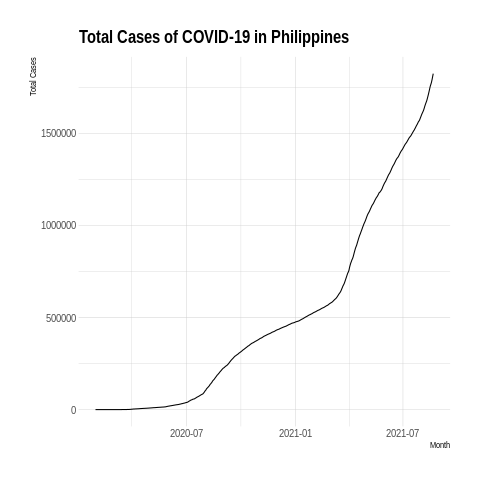 Total Cases of COVID-19 in Philippines
Total Cases
1500000
1000000
500000
0
2020-07 2021-01 2021-07
Month